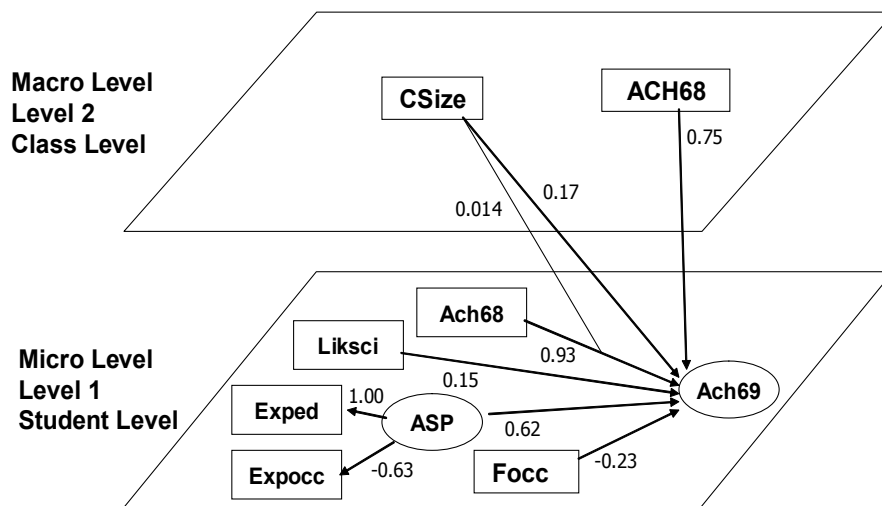 Macro Level
Level 2
Class Level
CSize
ACH68
0.75
0.17
0.014
Micro Level
Level 1
Student Level
Ach68
Liksci
0.93
Ach69
0.15
Exped
1.00
ASP
0.62
Expocc
-0.63
Focc
-0.23